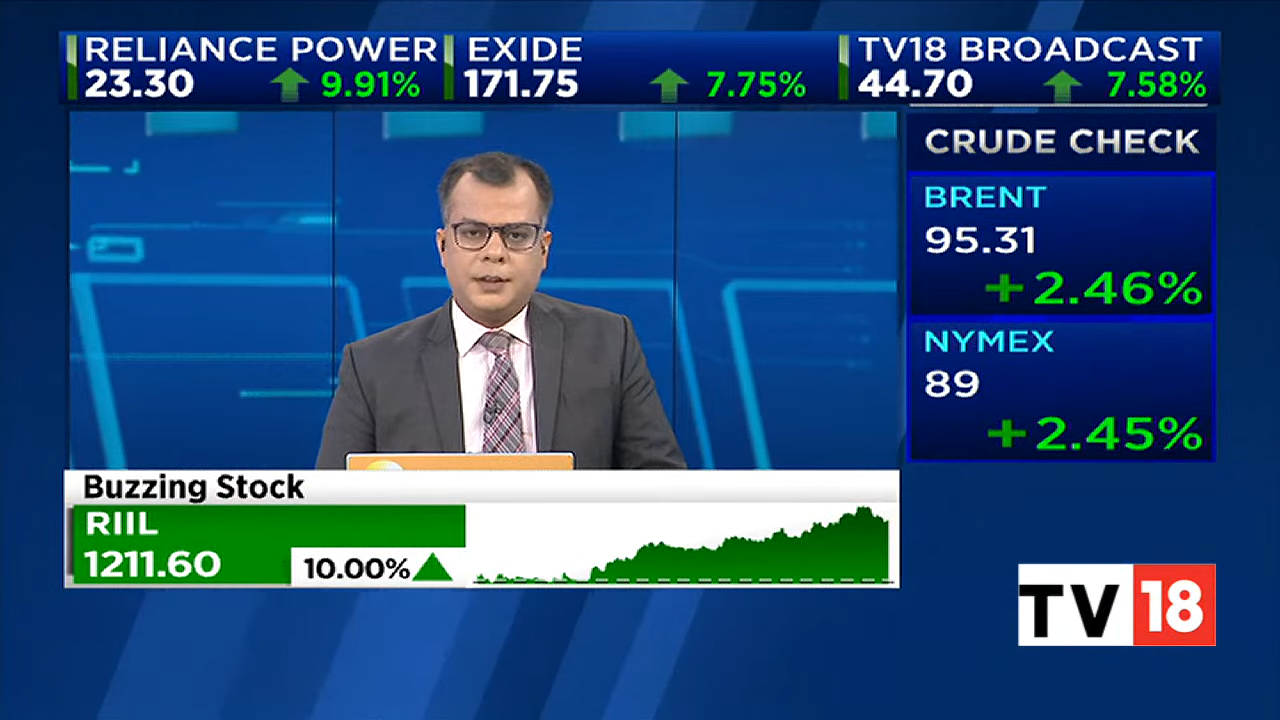 RELIANCE POWER
23.30 9.91%
EXIDE
171.75 7.75%
TV18 BROADCAST
44.70 7.58%
CRUDE CHECK
BRENT
95.31
+2.46%
NYMEX
89
+2.45%
Buzzing Stock
RIIL
1211.60 10.00%
TV18